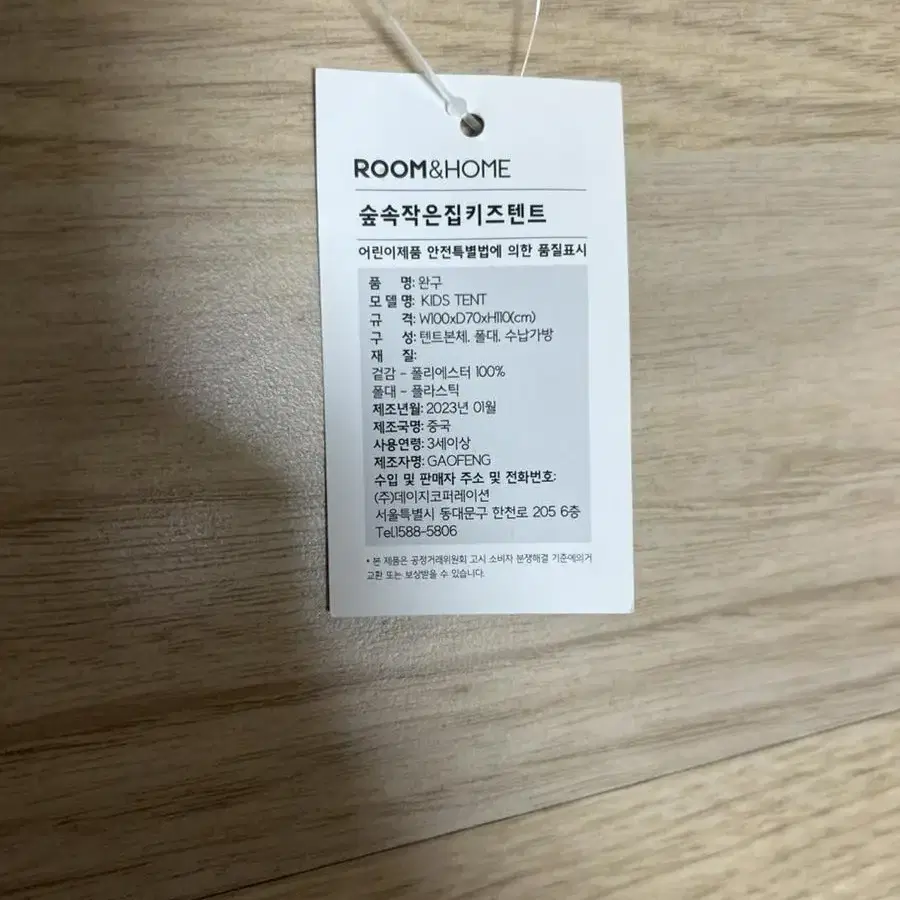 ROOM&HOME
숲속작은집키즈텐트
어린이제품 안전특별법에 의한 품질표시
품 명: 완구
모델명: KIDS TENT
규 격: W100xD70xH110(cm)
구 성: 텐트본체, 폴대, 수납가방
재 질:
겉감 - 폴리에스터 100%
폴대 - 플라스틱
제조년월: 2023년 01월
제조국명: 중국
사용연령: 3세이상
제조자명: GAOFENG
수입 및 판매자 주소 및 전화번호:
(주)데이지코퍼레이션
서울특별시 동대문구 한천로 205 6층
Tel.1588-5806
* 본 제품은 공정거래위원회 고시 소비자 분쟁해결 기준에의거
교환 또는 보상받을 수 있습니다.